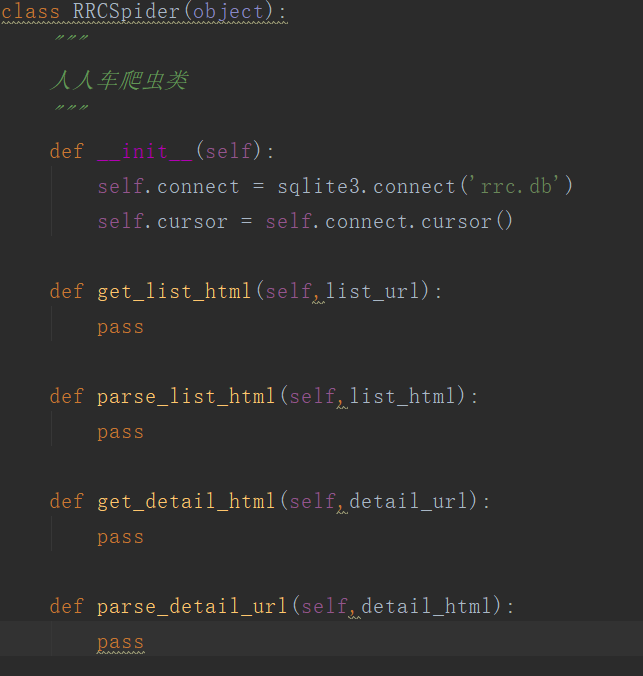 class RRCSpider(object):
    """
    人人车爬虫类
    """
    def __init__(self):
        self.connect = sqlite3.connect('rrc.db')
        self.cursor = self.connect.cursor()

    def get_list_html(self,list_url):
        pass

    def parse_list_html(self,list_html):
        pass

    def get_detail_html(self,detail_url):
        pass

    def parse_detail_url(self,detail_html):
        pass